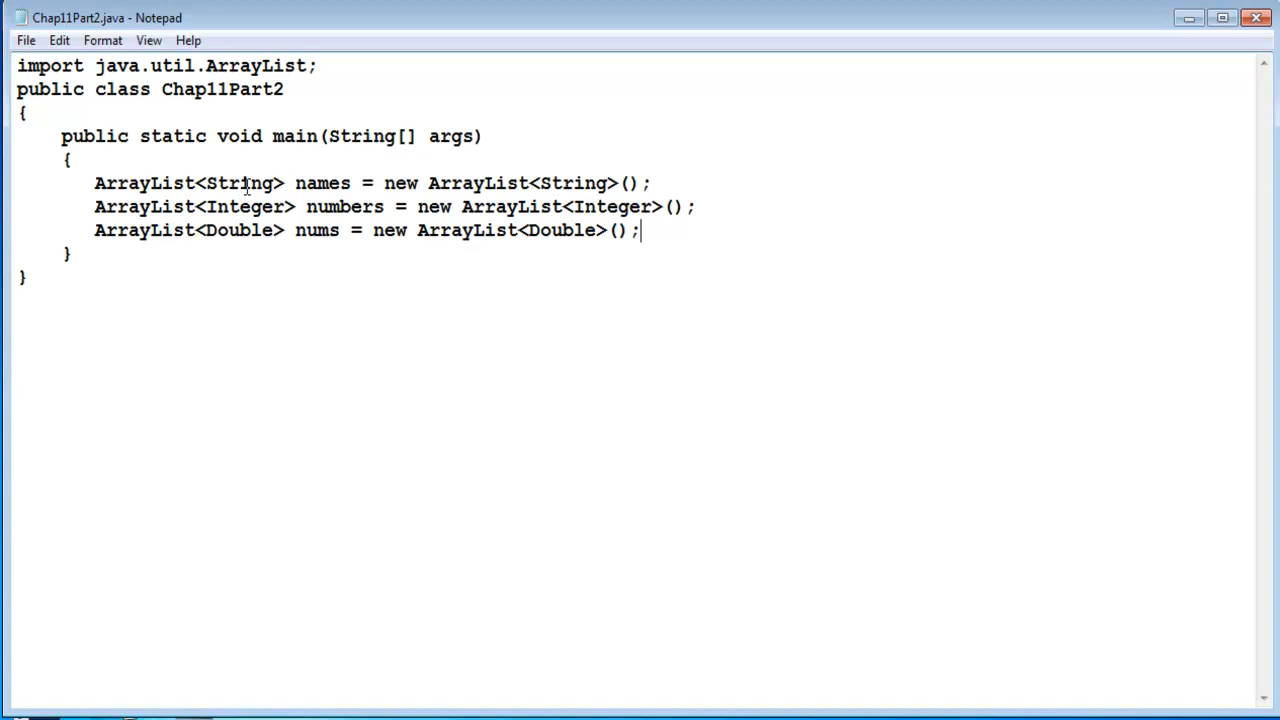 Chap11Part2.java - Notepad
File Edit Format View Help
import java.util.ArrayList;
public class Chap11Part2
{
public static void main(String[] args)
{
ArrayList<String> names = new ArrayList<String>();
ArrayList<Integer> numbers = new ArrayList<Integer>();
ArrayList<Double> nums = new ArrayList<Double>();
}
}